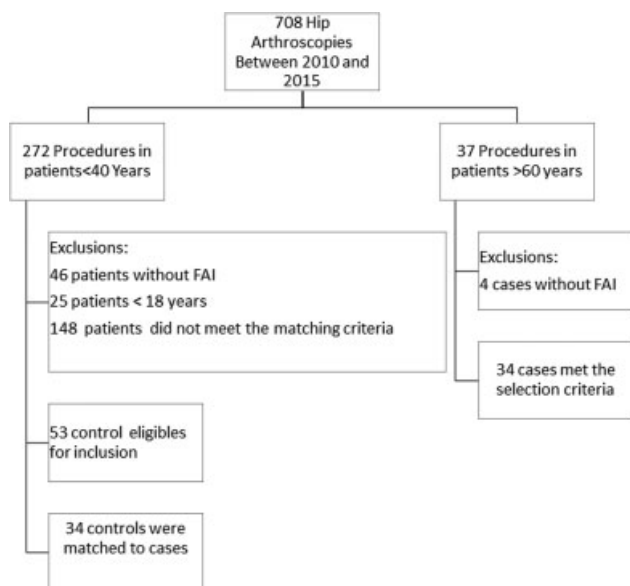 708 Hip
Arthroscopies
Between 2010 and
2015
272 Procedures in
patients<40 Years
37 Procedures in
patients >60 years
Exclusions:
46 patients without FAI
25 patients < 18 years
148 patients did not meet the matching criteria
Exclusions:
4 cases without FAI
34 cases met the
selection criteria
53 control eligibles
for inclusion
34 controls were
matched to cases